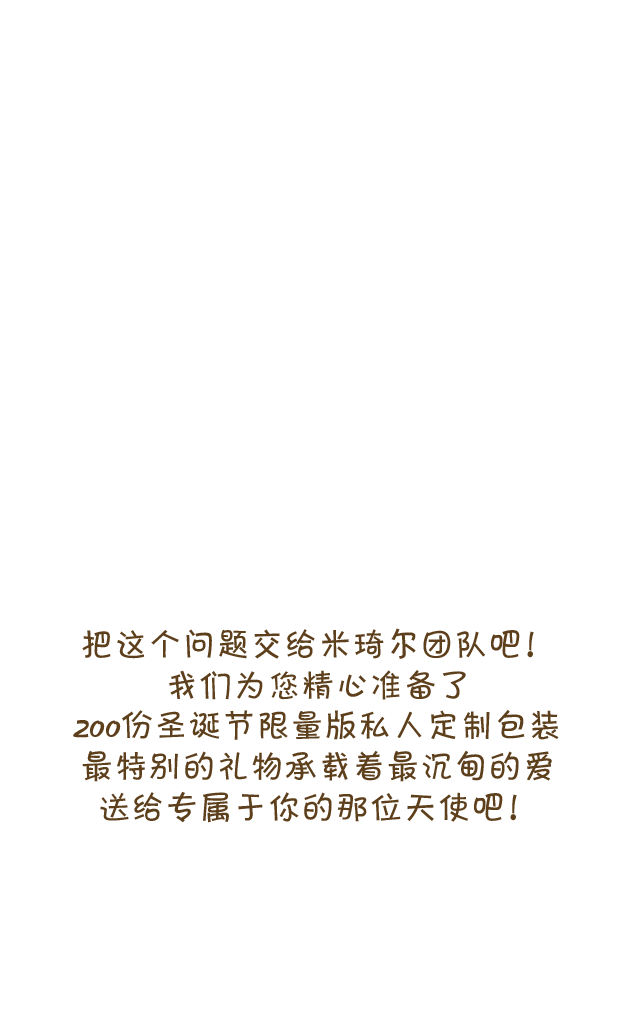 把这个问题交给米琦尔团队吧!
我们为您精心准备了
200份圣诞节限量版私人定制包装
最特别的礼物承载着最沉甸的爱
送给专属于你的那位天使吧!